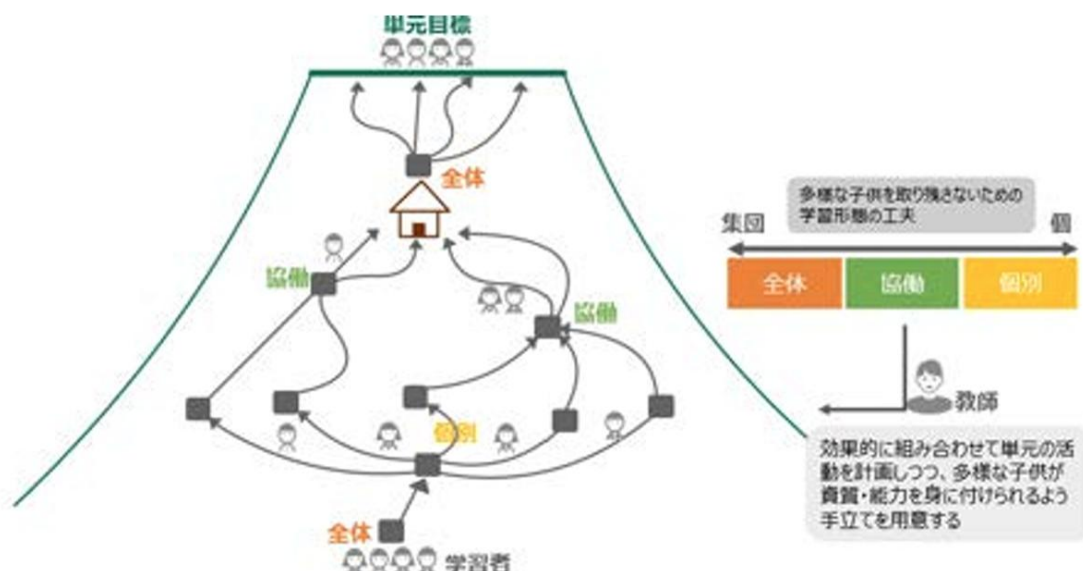 単元目標
全体
協働
協働
個別
全体
学習者
多様な子供を取り残さないための
学習形態の工夫
集団
個
全体
協働
個別
教師
効果的に組み合わせて単元の活
動を計画しつつ、多様な子供が
資質・能力を身に付けられるよう
手立てを用意する